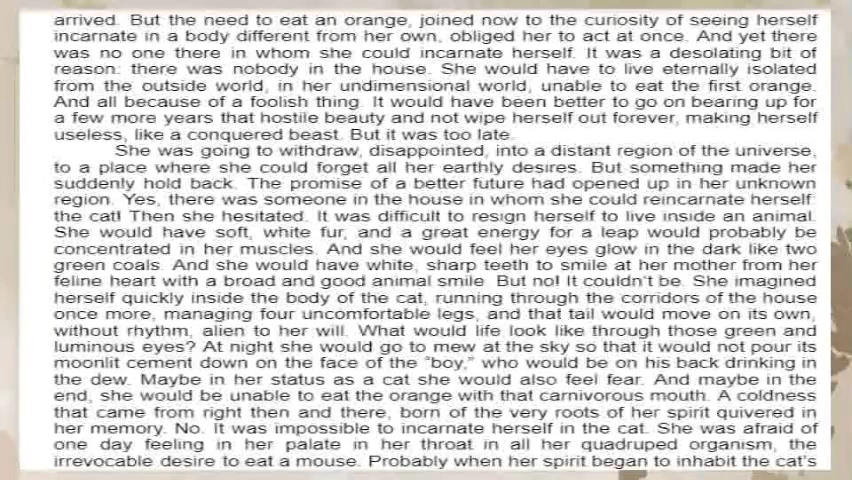 arrived. But the need to eat an orange, joined now to the curiosity of seeing herself
incarnate in a body different from her own, obliged her to act at once. And yet there
was no one there in whom she could incarnate herself. It was a desolating bit of
reason: there was nobody in the house. She would have to live eternally isolated
from the outside world, in her undimensional world, unable to eat the first orange.
And all because of a foolish thing. It would have been better to go on bearing up for
a few more years that hostile beauty and not wipe herself out forever, making herself
useless, like a conquered beast. But it was too late.
She was going to withdraw, disappointed, into a distant region of the universe,
to a place where she could forget all her earthly desires. But something made her
suddenly hold back. The promise of a better future had opened up in her unknown
region. Yes, there was someone in the house in whom she could reincarnate herself:
the cat! Then she hesitated. It was difficult to resign herself to live inside an animal.
She would have soft, white fur, and a great energy for a leap would probably be
concentrated in her muscles. And she would feel her eyes glow in the dark like two
green coals. And she would have white, sharp teeth to smile at her mother from her
feline heart with a broad and good animal smile. But no! It couldn't be. She imagined
herself quickly inside the body of the cat, running through the corridors of the house
once more, managing four uncomfortable legs, and that tail would move on its own,
without rhythm, alien to her will. What would life look like through those green and
luminous eyes? At night she would go to mew at the sky so that it would not pour its
moonlit cement down on the face of the "boy," who would be on his back drinking in
the dew. Maybe in her status as a cat she would also feel fear. And maybe in the
end, she would be unable to eat the orange with that carnivorous mouth. A coldness
that came from right then and there, born of the very roots of her spirit quivered in
her memory. No. It was impossible to incarnate herself in the cat. She was afraid of
one day feeling in her palate in her throat in all her quadruped organism, the
irrevocable desire to eat a mouse. Probably when her spirit began to inhabit the cat's